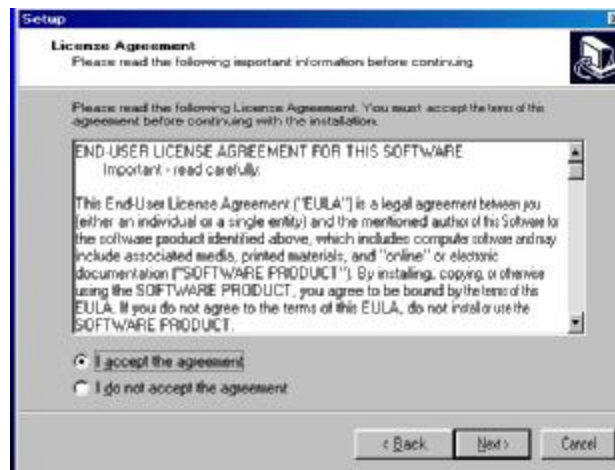 Setup
License Agreement
Please read the following important information before continuing.
Please read the following License Agreement. You must accept the terms of this
agreement before continuing with the installation.
END-USER LICENSE AGREEMENT FOR THIS SOFTWARE
Important - read carefully:
This End-User License Agreement ("EULA") is a legal agreement between you
(either an individual or a single entity) and the mentioned author of this Software for
the software product identified above, which includes computer software and may
include associated media, printed materials, and "online" or electronic
documentation ("SOFTWARE PRODUCT"). By installing, copying, or otherwise
using the SOFTWARE PRODUCT, you agree to be bound by the terms of this
EULA. If you do not agree to the terms of this EULA, do not install or use the
SOFTWARE PRODUCT.
I accept the agreement
I do not accept the agreement
< Back
Next >
Cancel